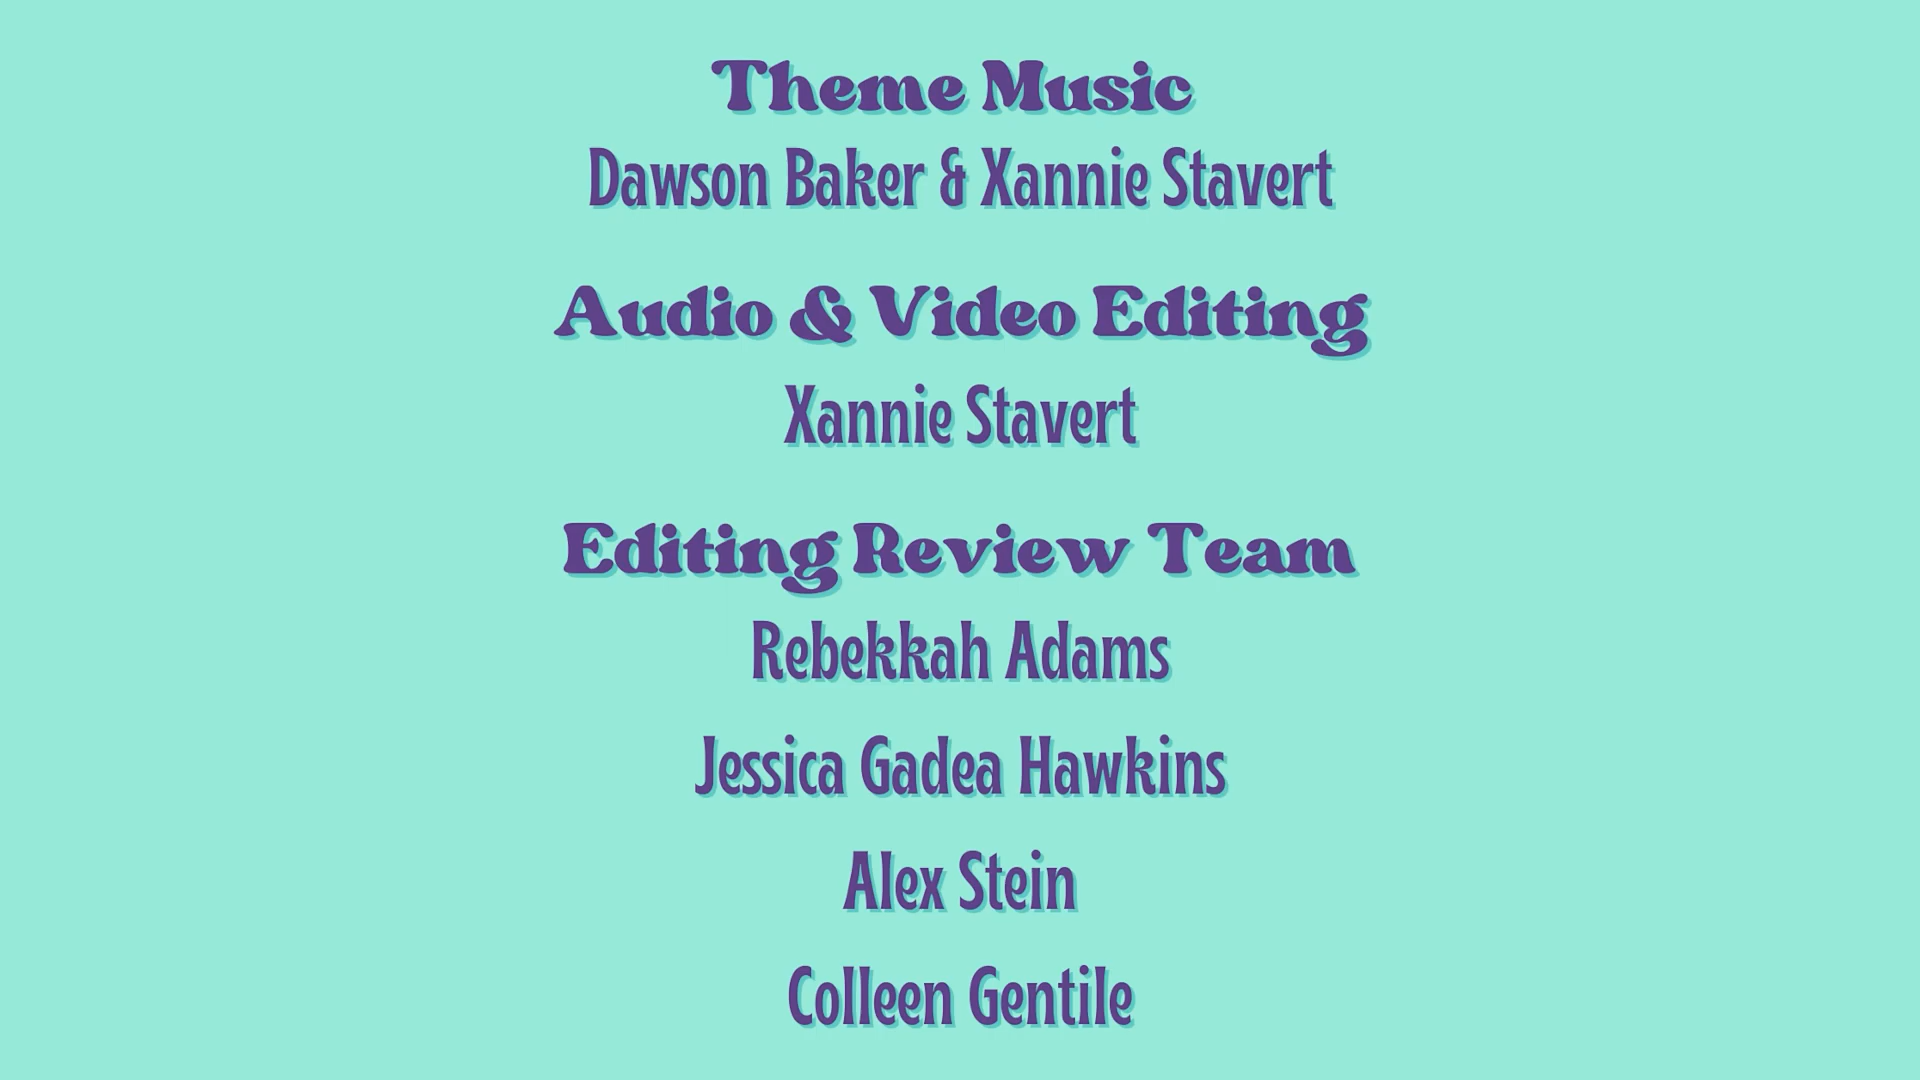 Theme Music
Dawson Baker & Xannie Stavert
Audio & Video Editing
Xannie Stavert
Editing Review Team
Rebekkah Adams
Jessica Gadea Hawkins
Alex Stein
Colleen Gentile